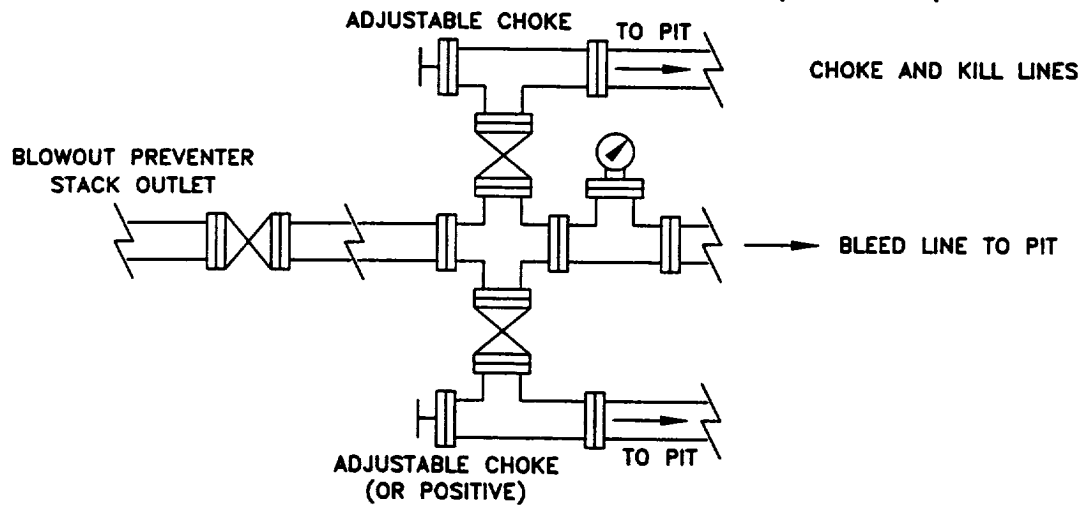 ADJUSTABLE CHOKE
TO PIT
CHOKE AND KILL LINES
BLOWOUT PREVENTER
STACK OUTLET
BLEED LINE TO PIT
ADJUSTABLE CHOKE
(OR POSITIVE)
TO PIT